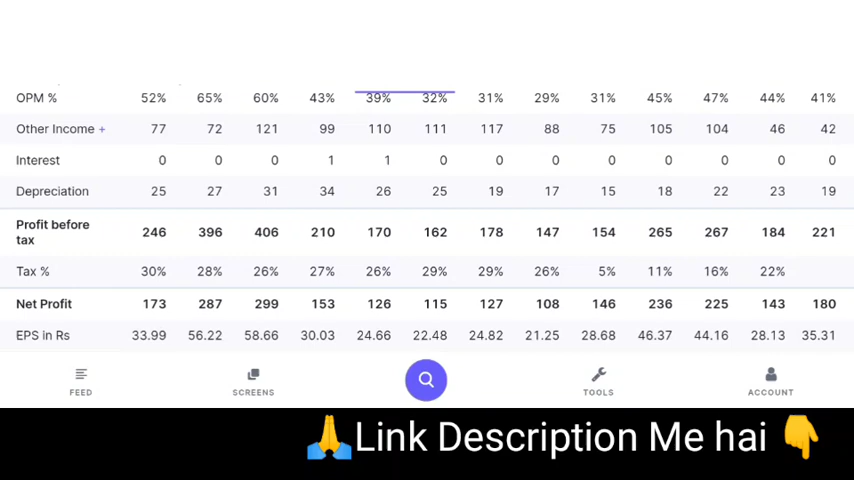 OPM % 52% 65% 60% 43% 39% 32% 31% 29% 31% 45% 47% 44% 41%
Other Income + 77 72 121 99 110 111 117 88 75 105 104 46 42
Interest 0 0 0 1 1 0 0 0 0 0 0 0 0
Depreciation 25 27 31 34 26 25 19 17 15 18 22 23 19
Profit before
tax 246 396 406 210 170 162 178 147 154 265 267 184 221
Tax % 30% 28% 26% 27% 26% 29% 29% 26% 5% 11% 16% 22%
Net Profit 173 287 299 153 126 115 127 108 146 236 225 143 180
EPS in Rs 33.99 56.22 58.66 30.03 24.66 22.48 24.82 21.25 28.68 46.37 44.16 28.13 35.31
FEED SCREENS TOOLS ACCOUNT
🙏Link Description Me hai 👇